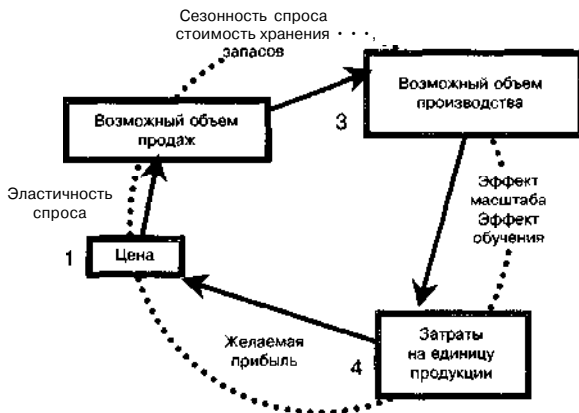 Сезонность спроса
стоимость хранения
запасов
Возможный объем
продаж
3
Возможный объем
производства
Эластичность
спроса
Эффект
масштаба
Эффект
обучения
1
Цена
Желаемая
прибыль
4
Затраты
на единицу
продукции